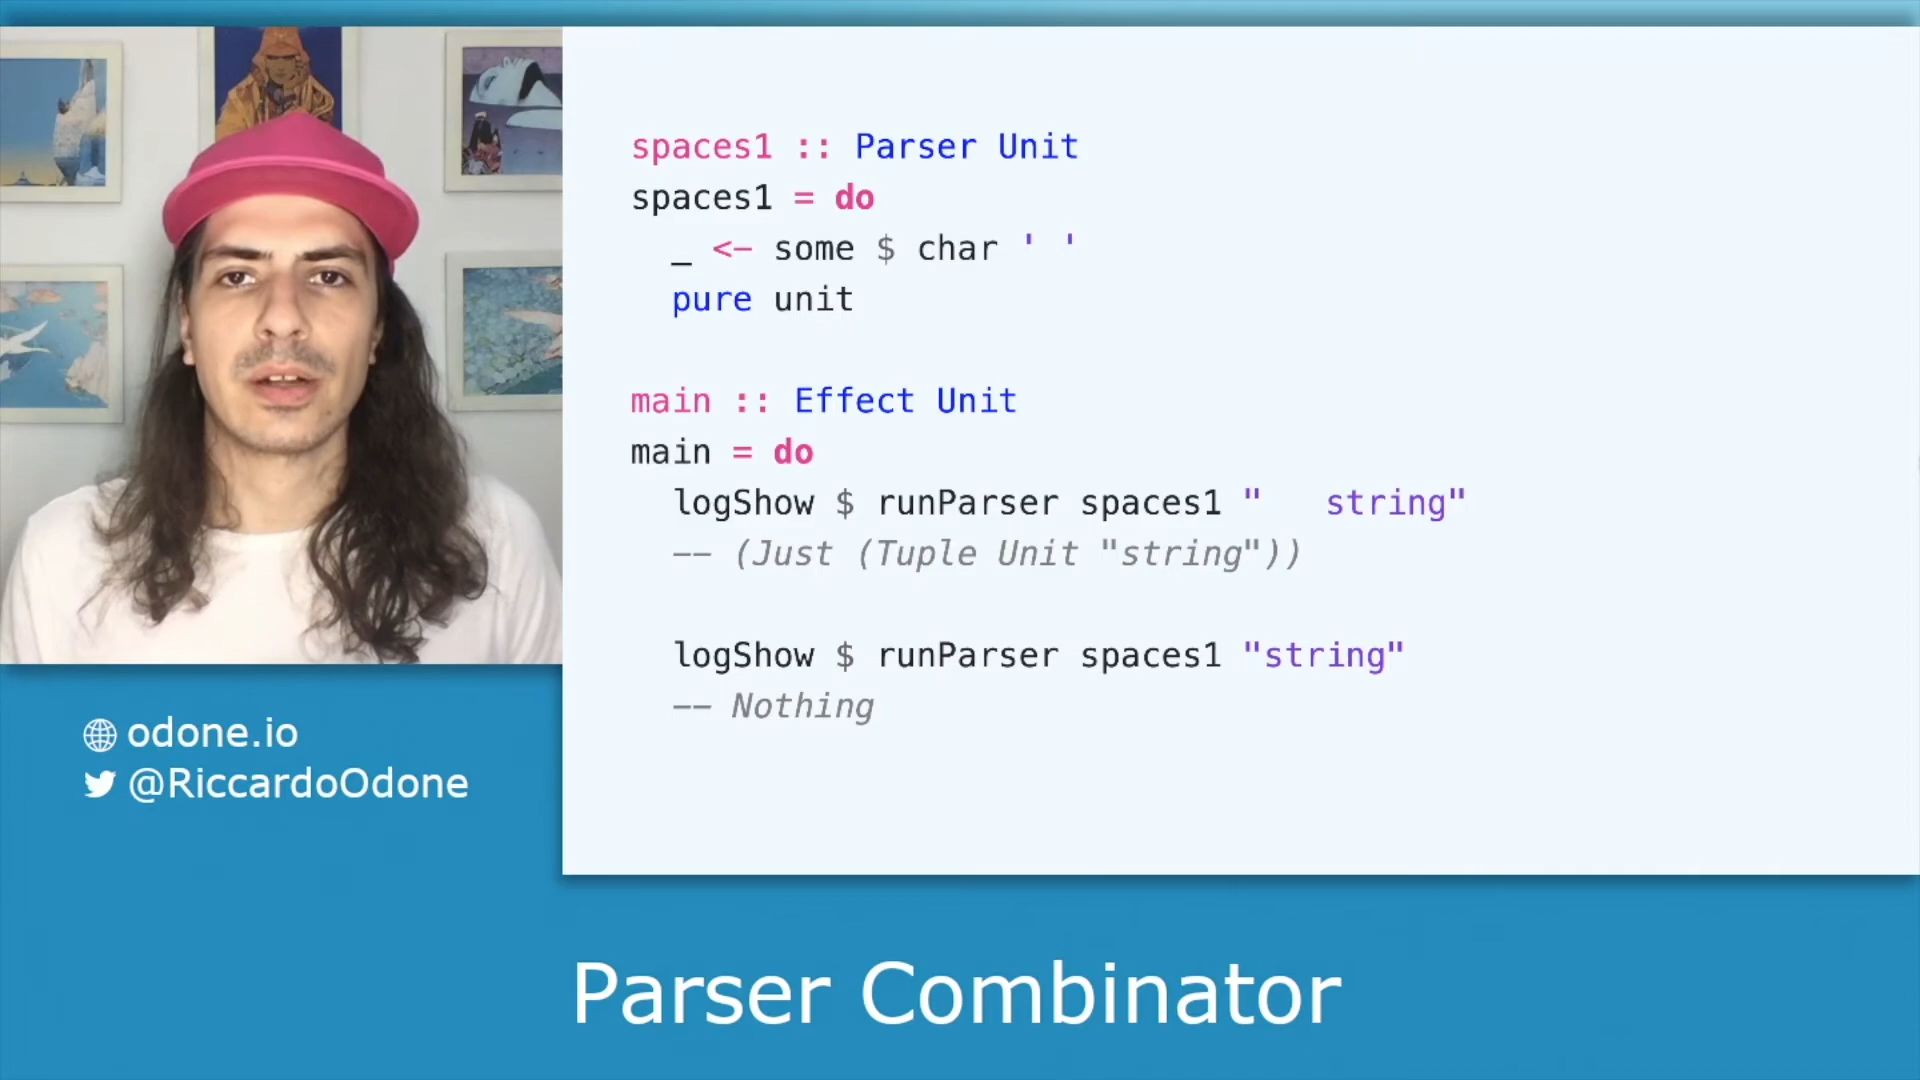 spaces1 :: Parser Unit
spaces1 = do
  _ <- some $ char ' '
  pure unit

main :: Effect Unit
main = do
  logShow $ runParser spaces1 "   string"
  -- (Just (Tuple Unit "string"))

  logShow $ runParser spaces1 "string"
  -- Nothing
odone.io
@RiccardoOdone
Parser Combinator